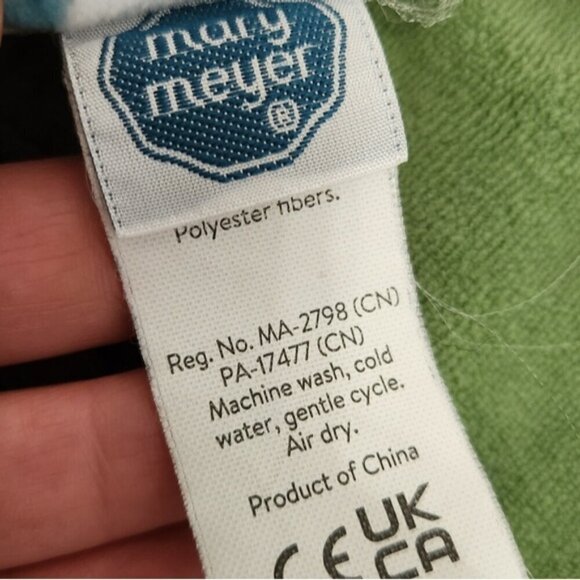 mary
meyer
®
Polyester fibers.
Reg. No. MA-2798 (CN)
PA-17477 (CN)
Machine wash, cold
water, gentle cycle.
Air dry.
Product of China
CE UK
CA